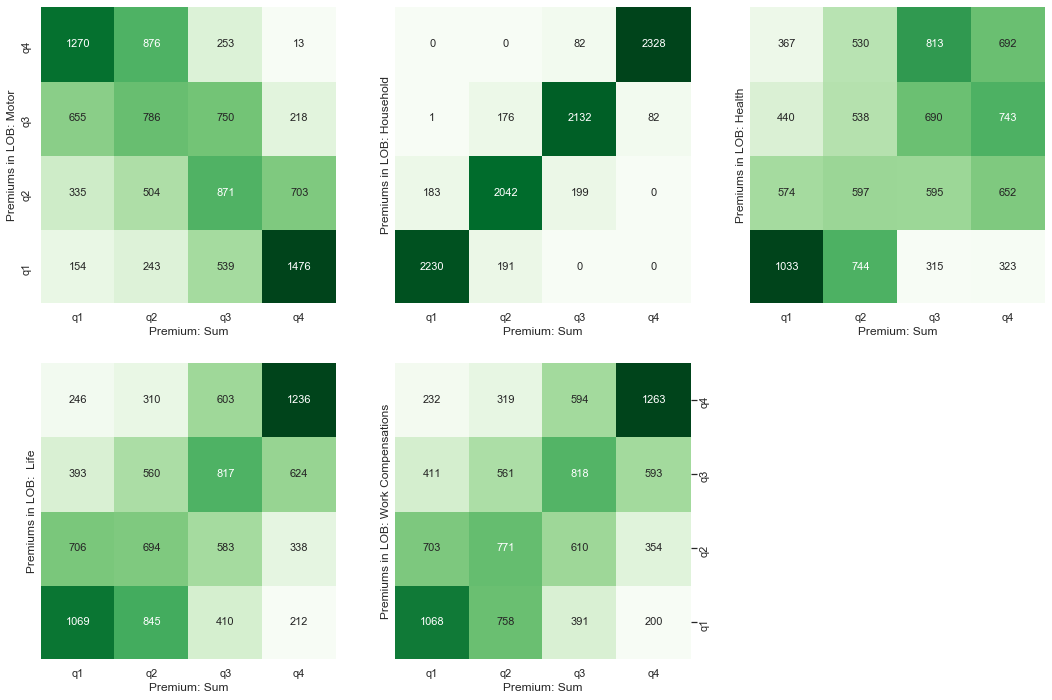 Premiums in LOB: Motor
q4 1270 876 253 13
q3 655 786 750 218
q2 335 504 871 703
q1 154 243 539 1476
q1 q2 q3 q4
Premium: Sum
Premiums in LOB: Household
0 0 82 2328
1 176 2132 82
183 2042 199 0
2230 191 0 0
q1 q2 q3 q4
Premium: Sum
Premiums in LOB: Health
367 530 813 692
440 538 690 743
574 597 595 652
1033 744 315 323
q1 q2 q3 q4
Premium: Sum
Premiums in LOB: Life
246 310 603 1236
393 560 817 624
706 694 583 338
1069 845 410 212
q1 q2 q3 q4
Premium: Sum
Premiums in LOB: Work Compensations
232 319 594 1263 q4
411 561 818 593 q3
703 771 610 354 q2
1068 758 391 200 q1
q1 q2 q3 q4
Premium: Sum